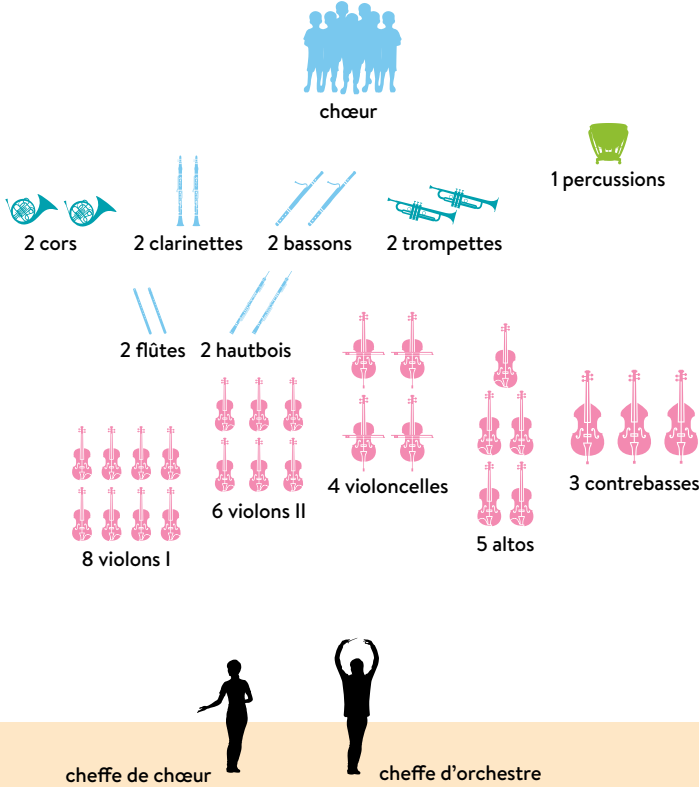 chœur
1 percussions
2 cors
2 clarinettes
2 bassons
2 trompettes
2 flûtes
2 hautbois
4 violoncelles
3 contrebasses
6 violons II
5 altos
8 violons I
cheffe de chœur
cheffe d’orchestre